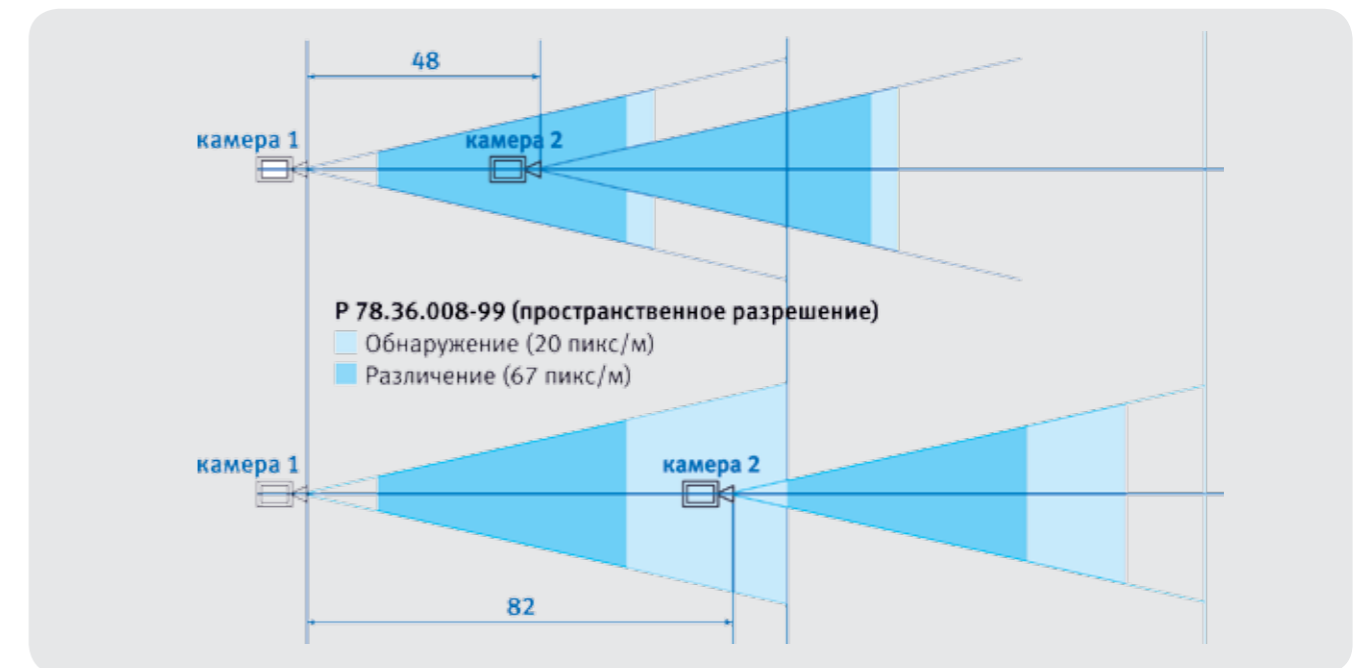 48
камера 1
камера 2
Р 78.36.008-99 (пространственное разрешение)
Обнаружение (20 пикс/м)
Различение (67 пикс/м)
камера 1
камера 2
82